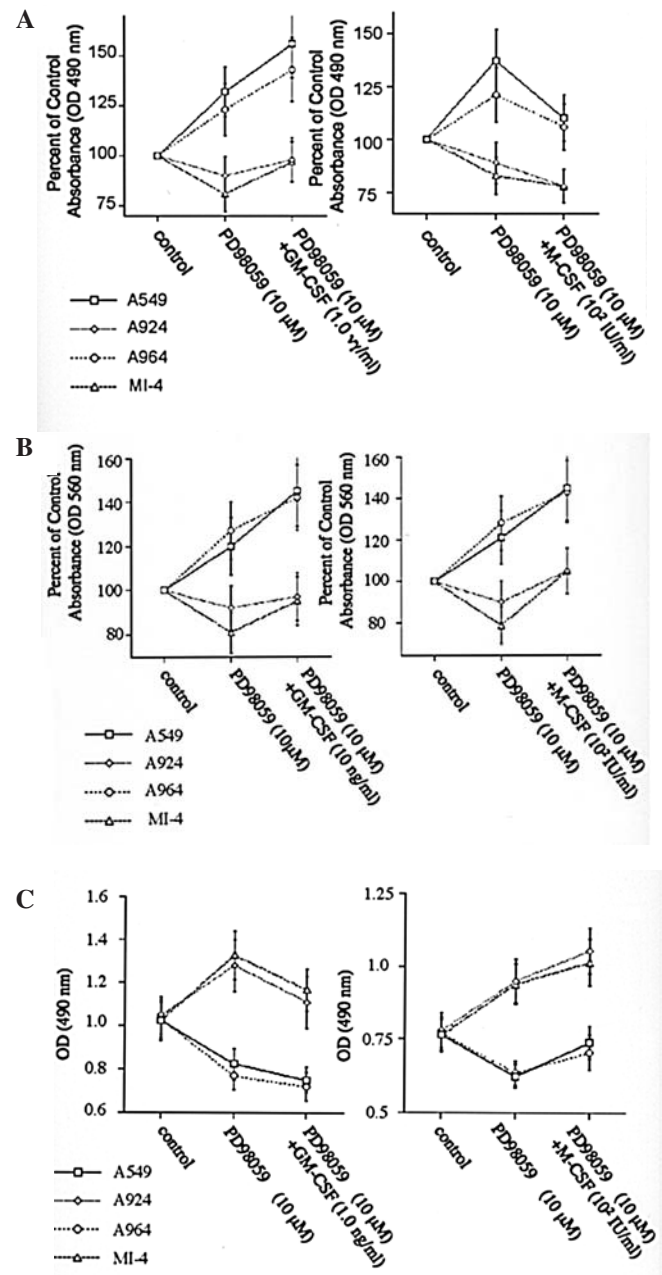 A
Percent of Control
Absorbance (OD 490 nm)
150
125
100
75
control
PD98059 (10 μM)
PD98059 (10 μM)
+GM-CSF (1.0 νγ/ml)
Percent of Control
Absorbance (OD 490 nm)
150
125
100
75
control
PD98059 (10 μM)
PD98059 (10 μM)
+M-CSF (10² IU/ml)
A549
A924
A964
MI-4
B
Percent of Control
Absorbance (OD 560 nm)
160
140
120
100
80
control
PD98059 (10μM)
PD98059 (10 μM)
+GM-CSF (10 ng/ml)
Percent of Control
Absorbance (OD 560 nm)
160
140
120
100
80
control
PD98059 (10 μM)
PD98059 (10 μM)
+M-CSF (10² IU/ml)
A549
A924
A964
MI-4
C
OD (490 nm)
1.6
1.4
1.2
1.0
0.8
0.6
control
PD98059
(10 μM)
PD98059 (10 μM)
+GM-CSF (1.0 ng/ml)
OD (490 nm)
1.25
1.0
0.75
0.5
control
PD98059
(10 μM)
PD98059 (10 μM)
+M-CSF (10² IU/ml)
A549
A924
A964
MI-4